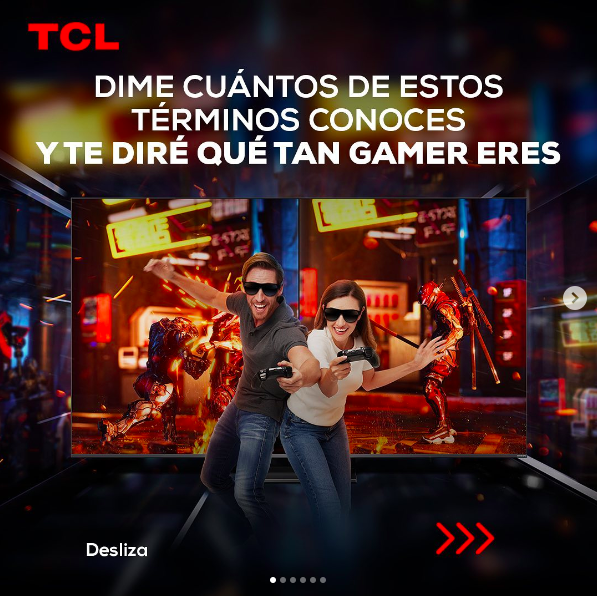 TCL
DIME CUÁNTOS DE ESTOS
TÉRMINOS CONOCES
Y TE DIRÉ QUÉ TAN GAMER ERES
Desliza